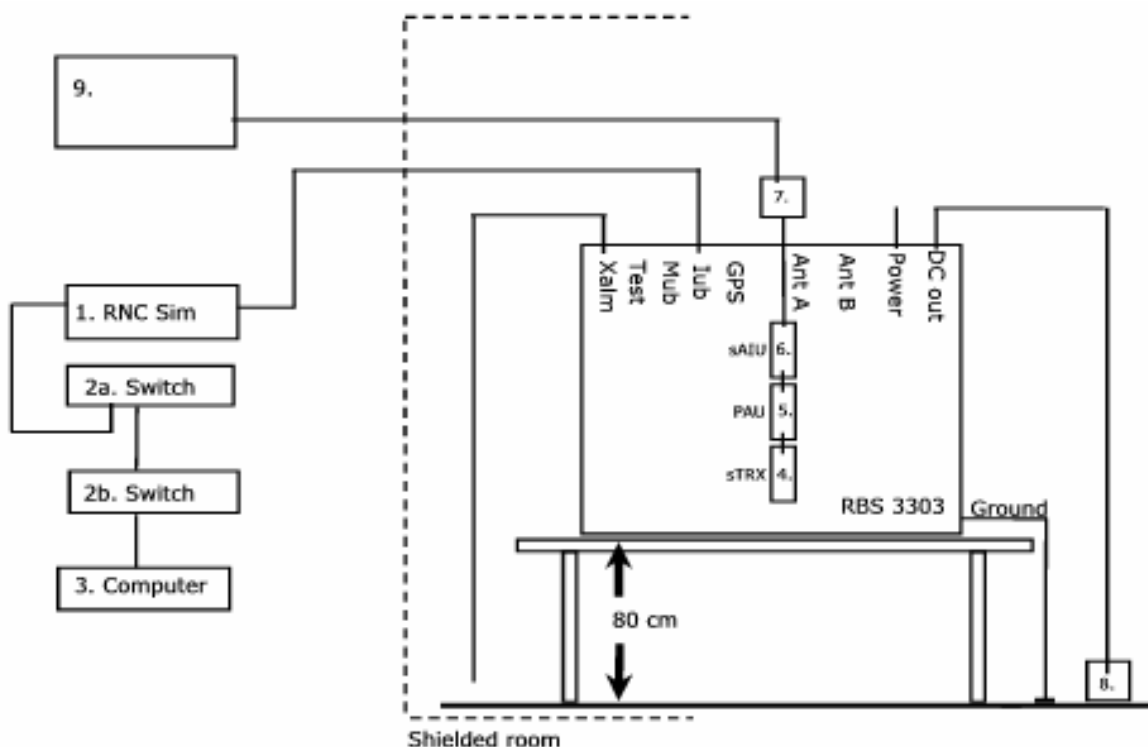 9.
7.
1. RNC Sim
2a. Switch
2b. Switch
3. Computer
Xalm
Test
Mub
Iub
GPS
Ant A
Ant B
Power
DC out
sAIU 6.
PAU 5.
sTRX 4.
RBS 3303
Ground
80 cm
8.
Shielded room